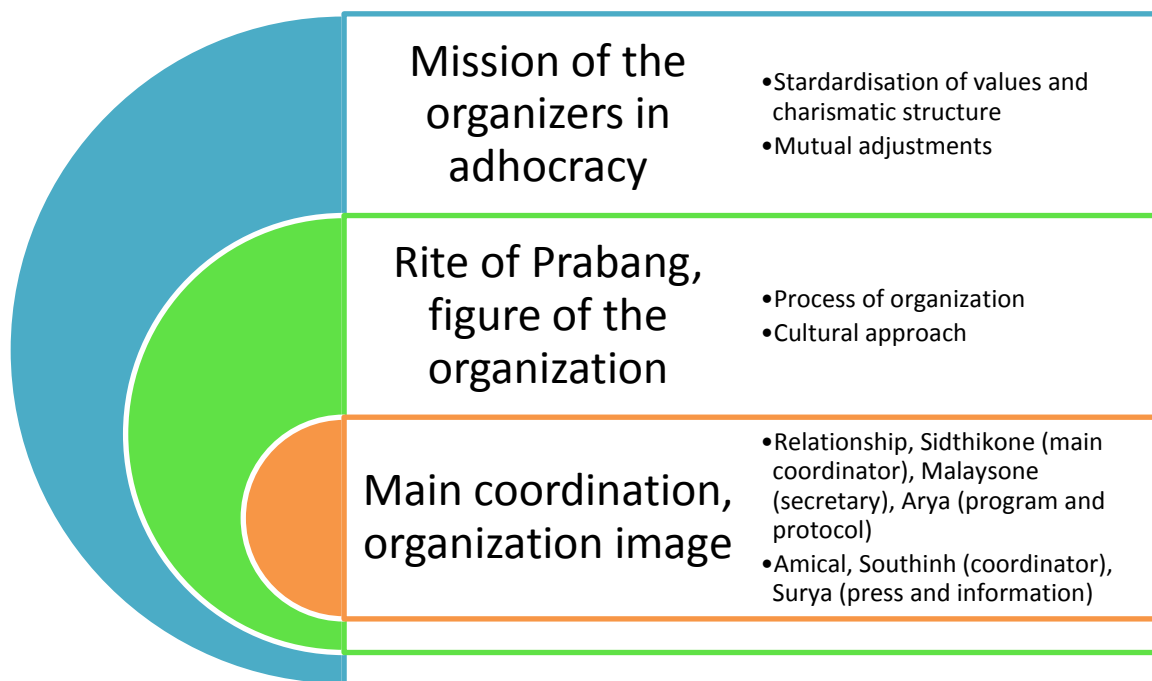 Mission of the
organizers in
adhocracy
•Stardardisation of values and
charismatic structure
•Mutual adjustments
Rite of Prabang,
figure of the
organization
•Process of organization
•Cultural approach
Main coordination,
organization image
•Relationship, Sidthikone (main
coordinator), Malaysone
(secretary), Arya (program and
protocol)
•Amical, Southinh (coordinator),
Surya (press and information)